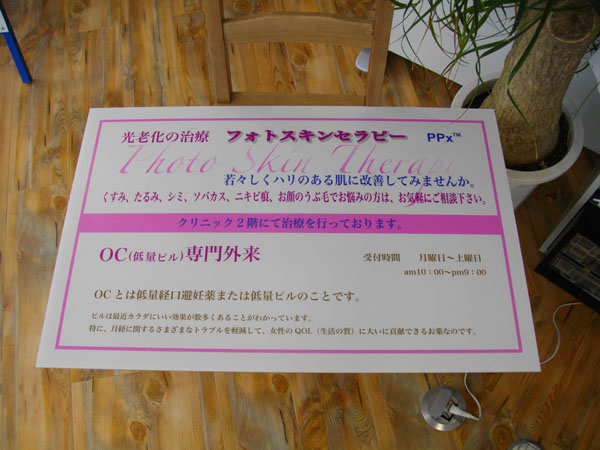 光老化の治療 フォトスキンセラピー PPx™
Photo Skin Therapy
若々しくハリのある肌に改善してみませんか。
くすみ、たるみ、シミ、ソバカス、ニキビ痕、お顔のうぶ毛でお悩みの方は、お気軽にご相談下さい。
クリニック2階にて治療を行っております。
OC(低量ピル)専門外来 受付時間 月曜日～土曜日
am10：00～pm9：00
OCとは低量経口避妊薬または低量ピルのことです。
ピルは最近カラダにいい効果が数多くあることがわかっています。
特に、月経に関するさまざまなトラブルを軽減して、女性のQOL（生活の質）に大いに貢献できるお薬なのです。